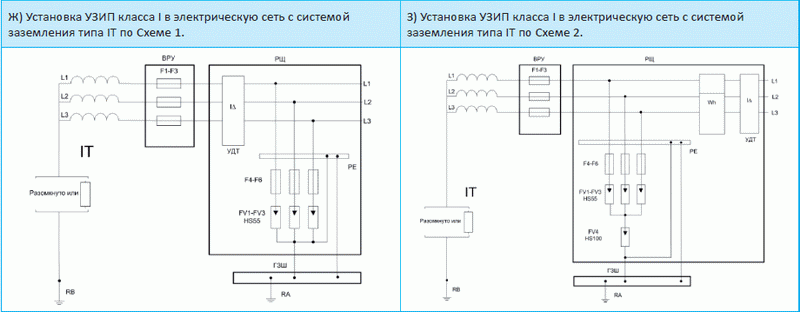 Ж) Установка УЗИП класса I в электрическую сеть с системой
заземления типа IT по Схеме 1.
ВРУ
РЩ
F1-F3
L1
L2
L3
IΔ
L1
L2
L3
УДТ
IT
PE
F4-F6
Разомкнуто или
FV1-FV3
HS55
ГЗШ
RB
RA
З) Установка УЗИП класса I в электрическую сеть с системой
заземления типа IT по Схеме 2.
ВРУ
РЩ
F1-F3
L1
L2
L3
Wh
IΔ
L1
L2
L3
УДТ
PE
F4-F6
IT
FV1-FV3
HS55
Разомкнуто или
FV4
HS100
ГЗШ
RB
RA